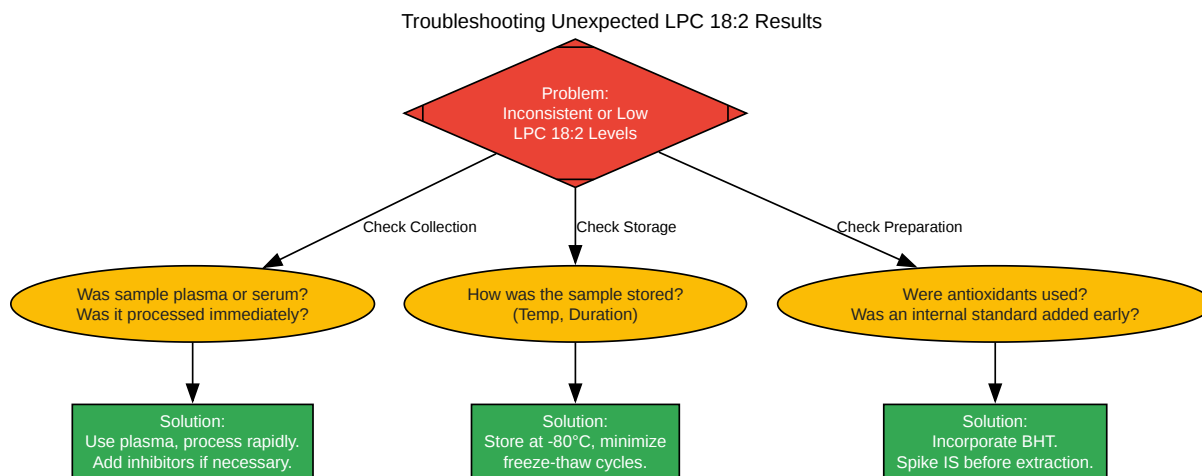 Troubleshooting Unexpected LPC 18:2 Results
Problem:
Inconsistent or Low
LPC 18:2 Levels
Check Collection
Check Storage
Check Preparation
Was sample plasma or serum?
Was it processed immediately?
How was the sample stored?
(Temp, Duration)
Were antioxidants used?
Was an internal standard added early?
Solution:
Use plasma, process rapidly.
Add inhibitors if necessary.
Solution:
Store at -80°C, minimize
freeze-thaw cycles.
Solution:
Incorporate BHT.
Spike IS before extraction.